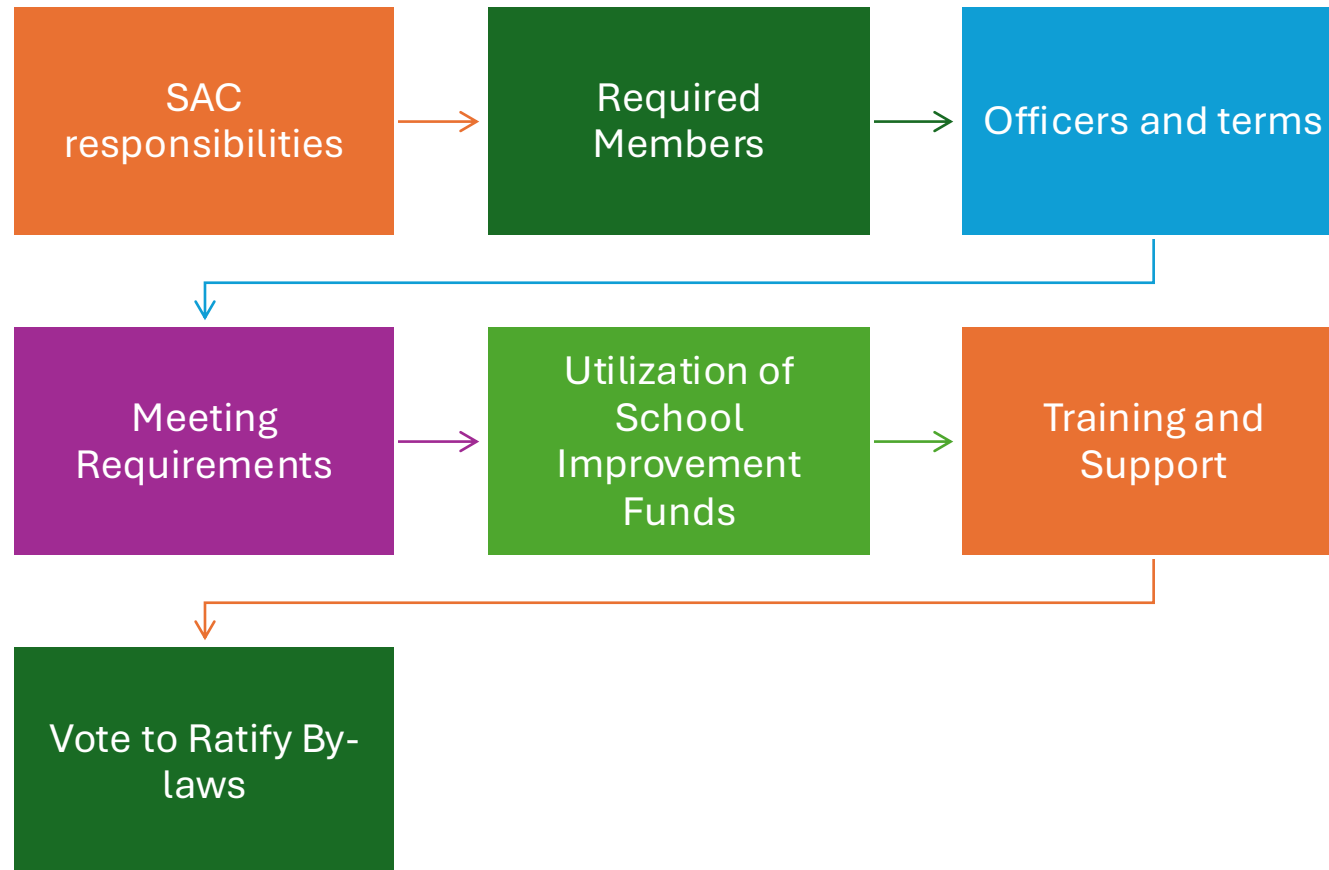 SAC
responsibilities
Required
Members
Officers and terms
Meeting
Requirements
Utilization of
School
Improvement
Funds
Training and
Support
Vote to Ratify By-
laws